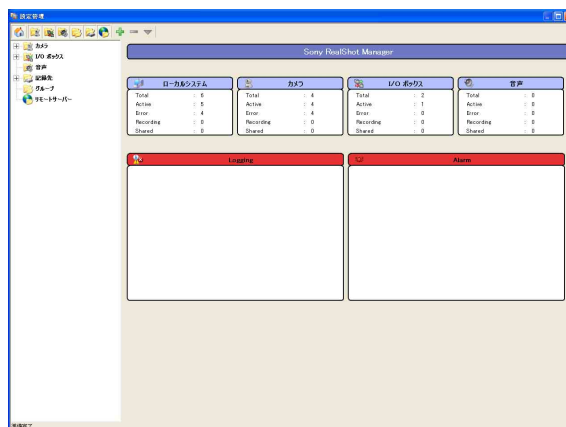 設定管理
カメラ
I/O ボックス
音声
記録先
グループ
リモートサーバー
Sony RealShot Manager
ローカルシステム
Total : 6
Active : 5
Error : 4
Recording : 0
Shared : 0
カメラ
Total : 4
Active : 4
Error : 4
Recording : 0
Shared : 0
I/O ボックス
Total : 2
Active : 1
Error : 0
Recording : 0
Shared : 0
音声
Total : 0
Active : 0
Error : 0
Recording : 0
Shared : 0
Logging
Alarm
準備完了